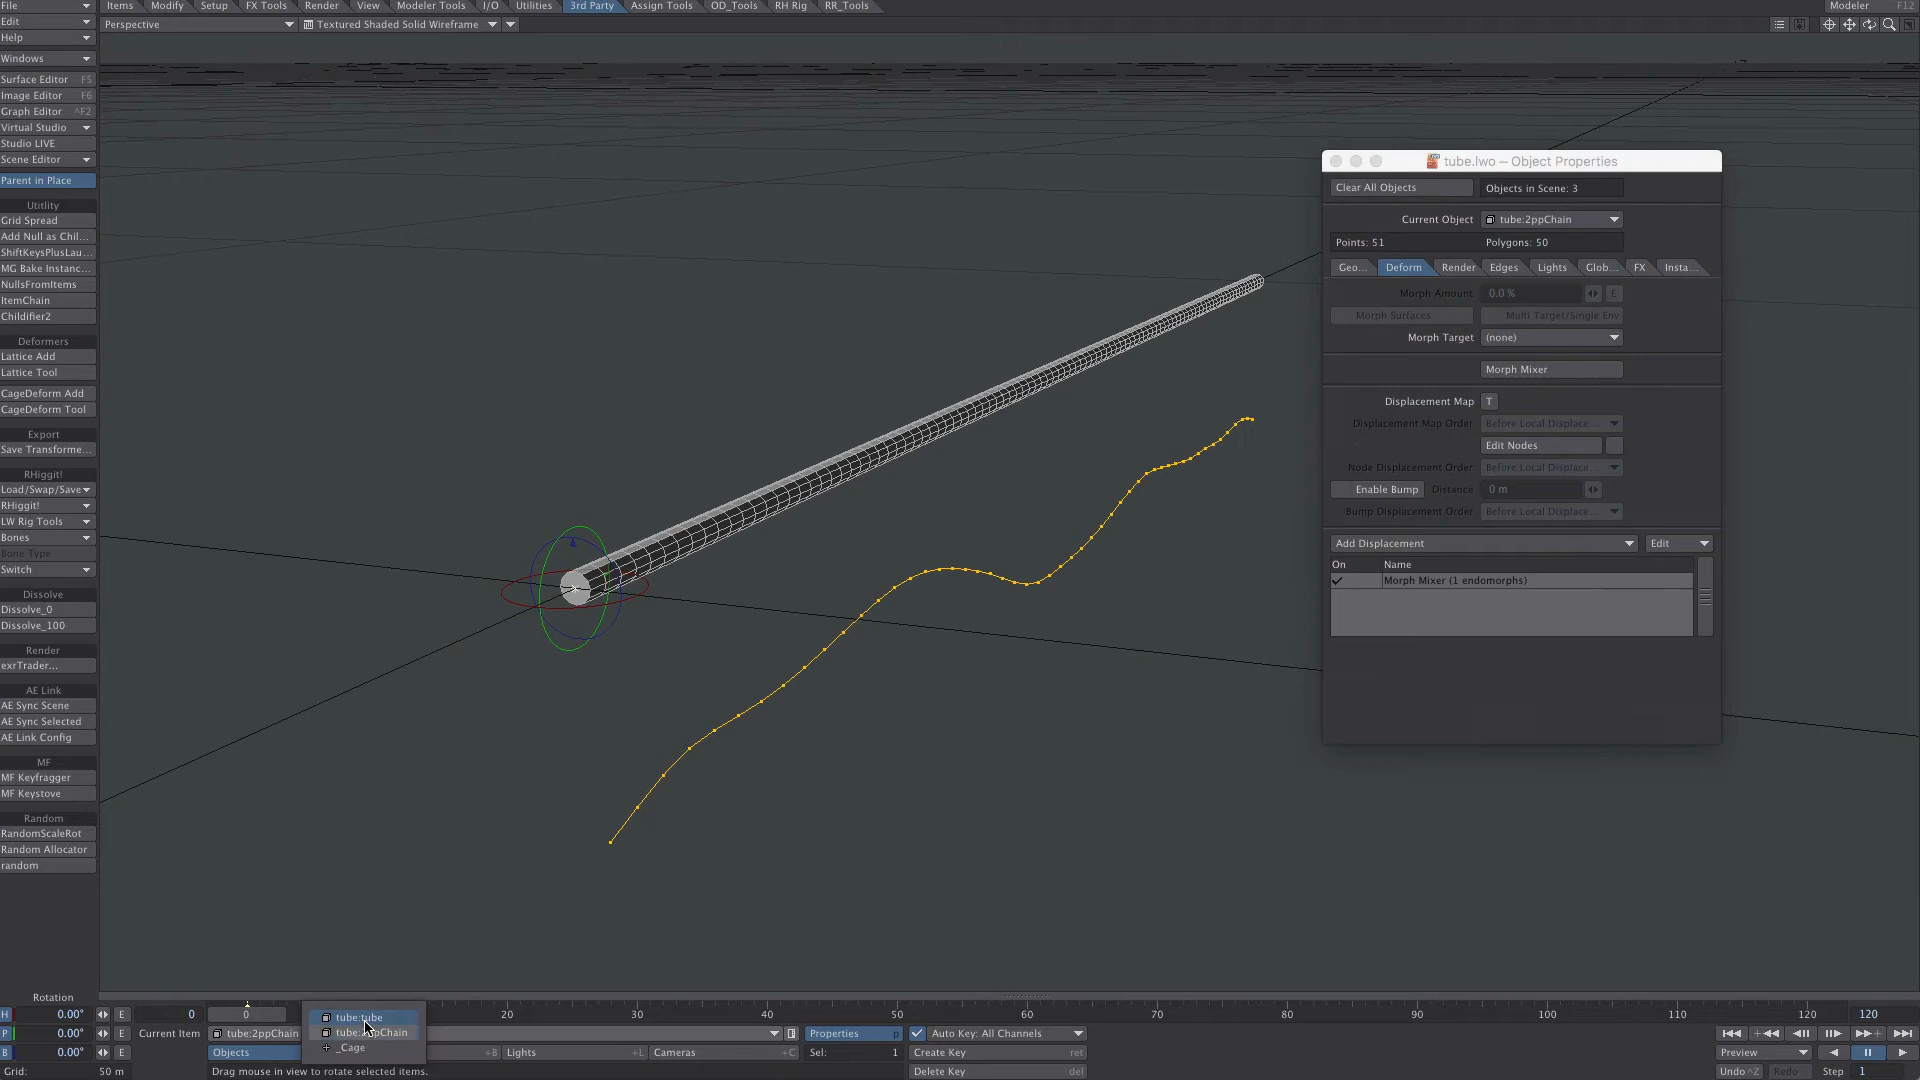 File Items Modify Setup FX Tools Render View Modeler Tools I/O Utilities 3rd Party Assign Tools OD_Tools RH Rig RR_Tools Modeler F12
Edit Perspective Textured Shaded Solid Wireframe
Help
Windows
Surface Editor F5
Image Editor F6
Graph Editor ^F2
Virtual Studio
Studio LIVE
Scene Editor
Parent in Place
Utitlity
Grid Spread
Add Null as Chil...
ShiftKeysPlusLau...
MG Bake Instanc...
NullsFromItems
ItemChain
Childifier2
Deformers
Lattice Add
Lattice Tool
CageDeform Add
CageDeform Tool
Export
Save Transforme...
RHiggit!
Load/Swap/Save
RHiggit!
LW Rig Tools
Bones
Bone Type
Switch
Dissolve
Dissolve_0
Dissolve_100
Render
exrTrader...
AE Link
AE Sync Scene
AE Sync Selected
AE Link Config
MF
MF Keyfragger
MF Keystove
Random
RandomScaleRot
Random Allocator
random
tube.lwo — Object Properties
Clear All Objects Objects in Scene: 3
Current Object tube:2ppChain
Points: 51 Polygons: 50
Geo... Deform Render Edges Lights Glob... FX Insta...
Morph Amount 0.0 % E
Morph Surfaces Multi Target/Single Env
Morph Target (none)
Morph Mixer
Displacement Map T
Displacement Map Order Before Local Displace...
Edit Nodes
Node Displacement Order Before Local Displace...
Enable Bump Distance 0 m
Bump Displacement Order Before Local Displace...
Add Displacement Edit
On Name
Morph Mixer (1 endomorphs)
Rotation
H 0.00° E 0 0 20 30 40 50 60 70 80 90 100 110 120 120
P 0.00° E Current Item tube:2ppChain Properties p Auto Key: All Channels
B 0.00° E Objects +B Lights +L Cameras +C Sel: 1 Create Key ret Preview
Grid: 50 m Drag mouse in view to rotate selected items. Delete Key del Undo ^Z Redo Step 1
tube:tube
tube:2ppChain
_Cage